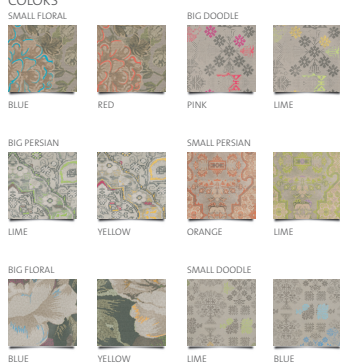 COLORS
SMALL FLORAL BIG DOODLE
BLUE RED PINK LIME
BIG PERSIAN SMALL PERSIAN
LIME YELLOW ORANGE LIME
BIG FLORAL SMALL DOODLE
BLUE YELLOW LIME BLUE